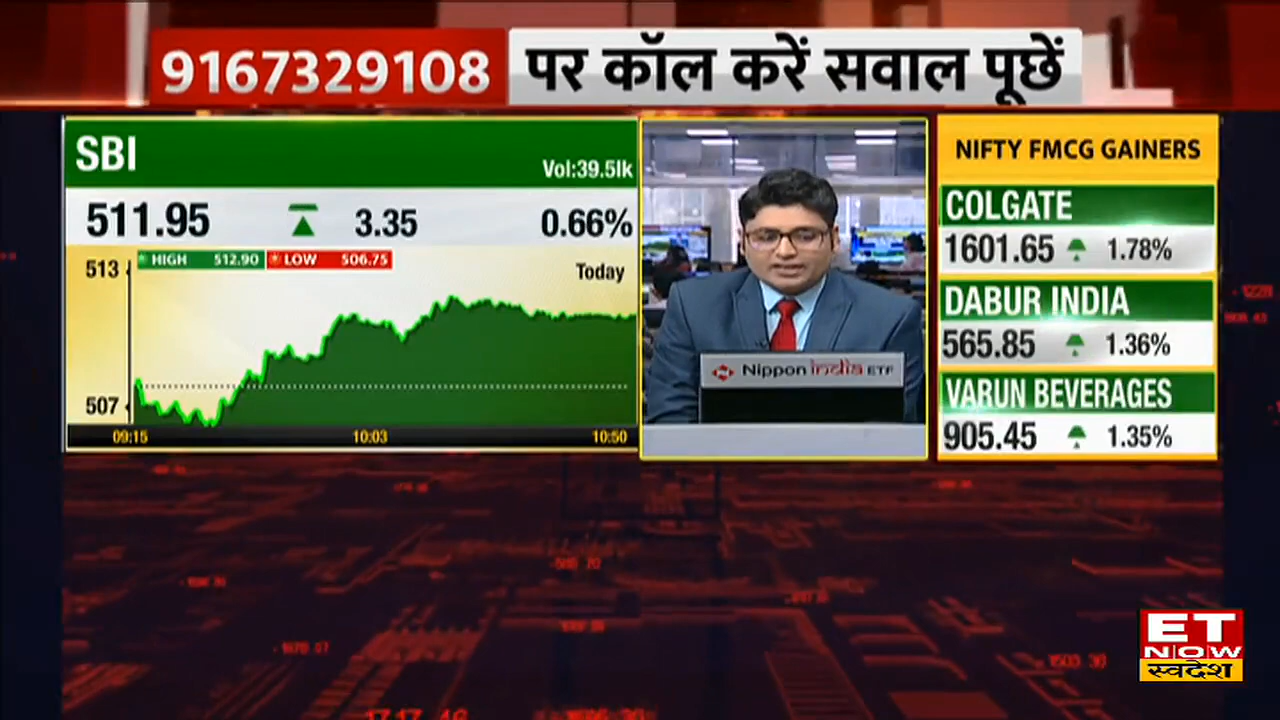 9167329108 पर कॉल करें सवाल पूछें
SBI
Vol:39.5lk
511.95 3.35 0.66%
HIGH 512.90 LOW 506.75
Today
513
507
09:15 10:03 10:50
Nippon india ETF
NIFTY FMCG GAINERS
COLGATE
1601.65 1.78%
DABUR INDIA
565.85 1.36%
VARUN BEVERAGES
905.45 1.35%
ET
NOW
स्वदेश